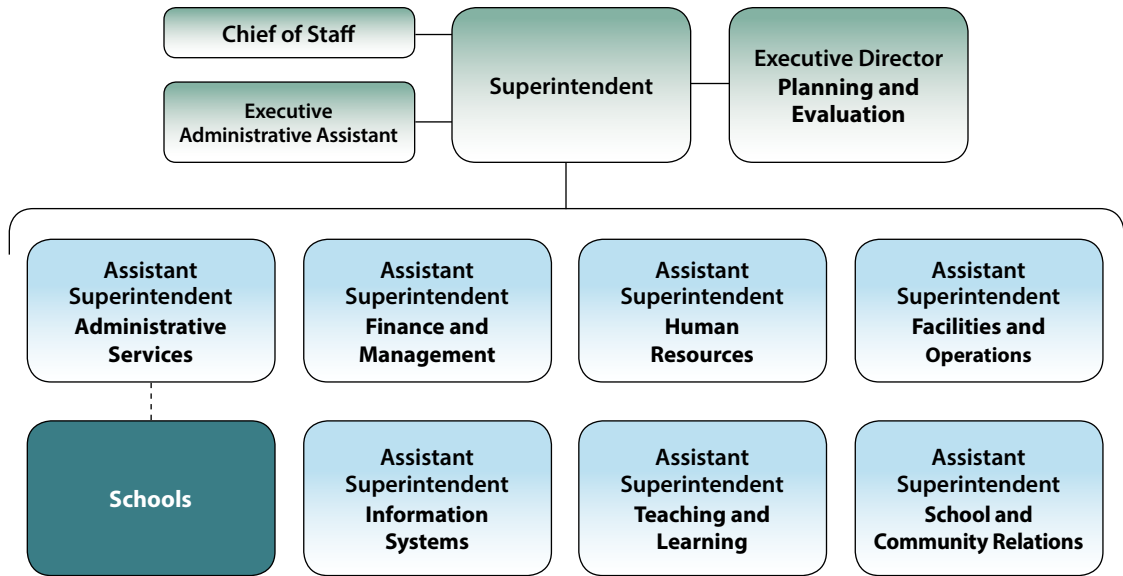 Chief of Staff
Executive
Administrative Assistant
Superintendent
Executive Director
Planning and
Evaluation
Assistant
Superintendent
Administrative
Services
Assistant
Superintendent
Finance and
Management
Assistant
Superintendent
Human
Resources
Assistant
Superintendent
Facilities and
Operations
Schools
Assistant
Superintendent
Information
Systems
Assistant
Superintendent
Teaching and
Learning
Assistant
Superintendent
School and
Community Relations